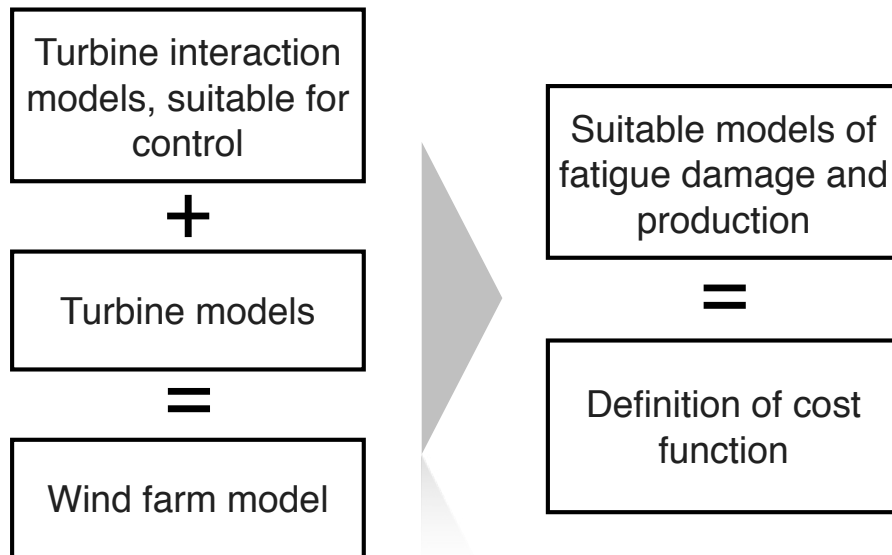 Turbine interaction
models, suitable for
control
+
Turbine models
=
Wind farm model
Suitable models of
fatigue damage and
production
=
Definition of cost
function